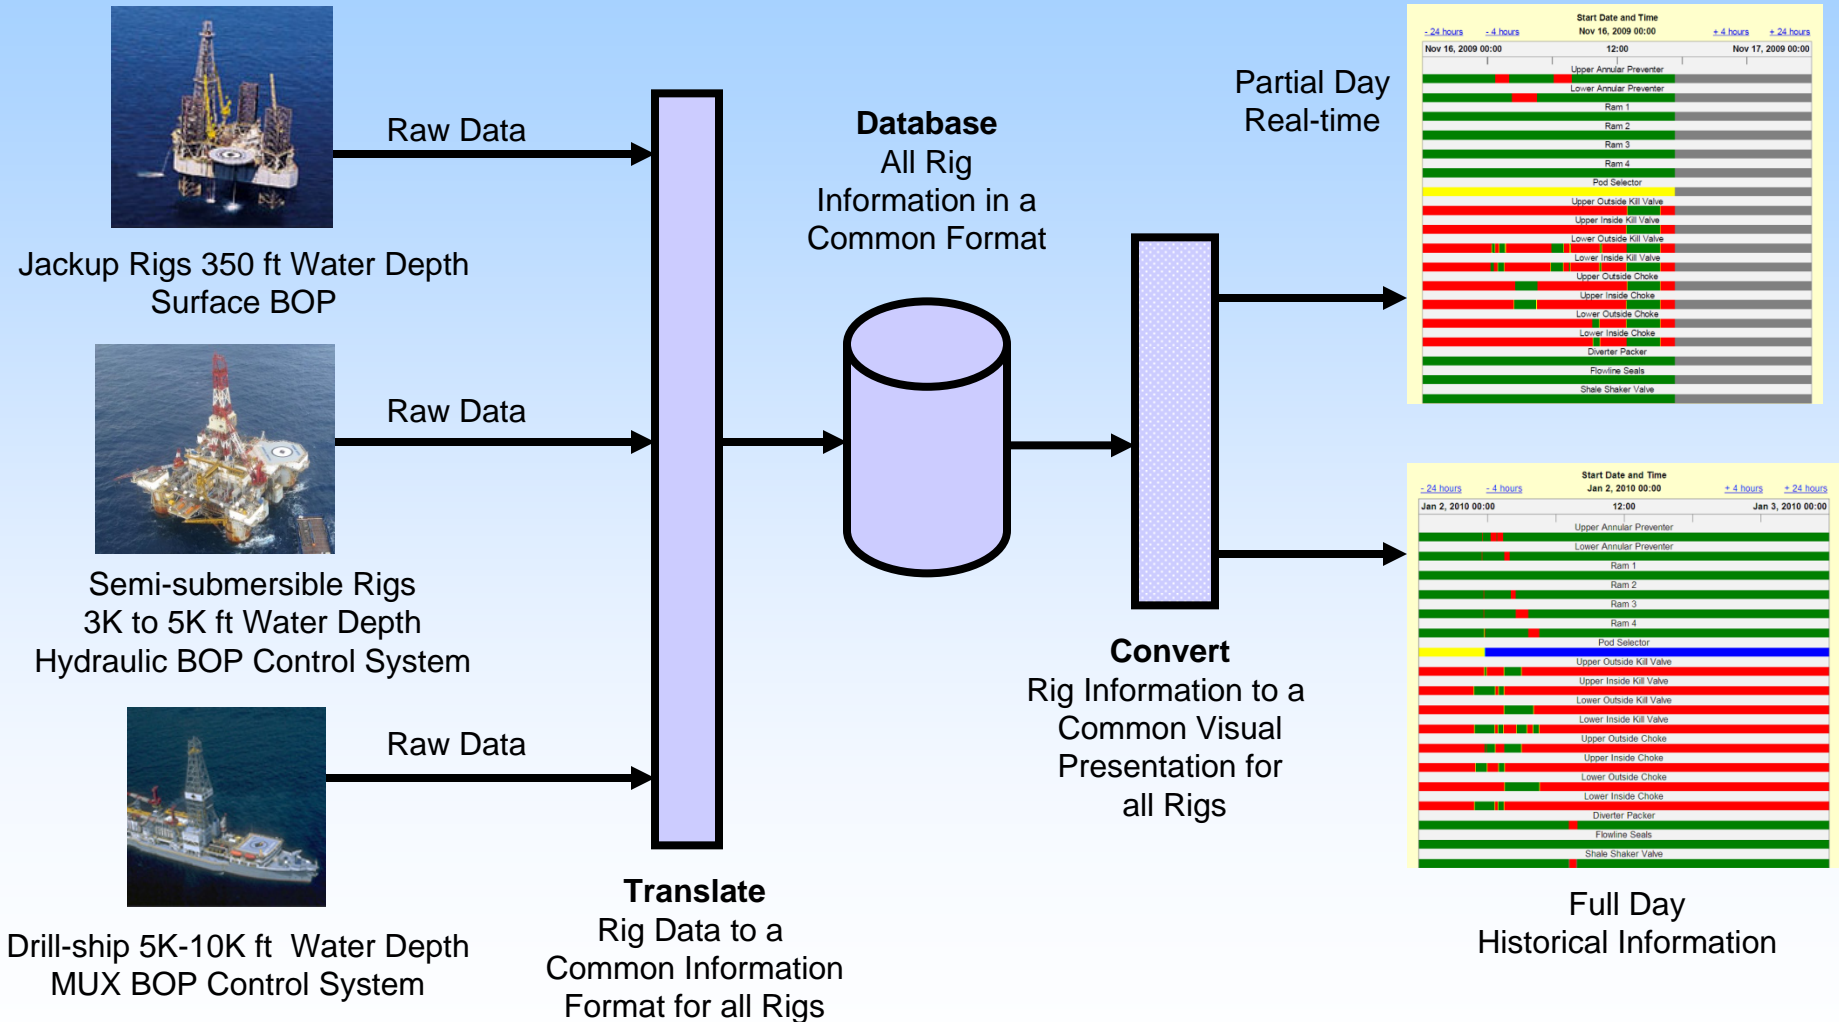 Raw Data
Jackup Rigs 350 ft Water Depth
Surface BOP
Raw Data
Semi-submersible Rigs
3K to 5K ft Water Depth
Hydraulic BOP Control System
Raw Data
Drill-ship 5K-10K ft  Water Depth
MUX BOP Control System
Translate
Rig Data to a
Common Information
Format for all Rigs
Database
All Rig
Information in a
Common Format
Convert
Rig Information to a
Common Visual
Presentation for
all Rigs
Partial Day
Real-time
Start Date and Time
- 24 hours - 4 hours Nov 16, 2009 00:00 + 4 hours + 24 hours
Nov 16, 2009 00:00 12:00 Nov 17, 2009 00:00
Upper Annular Preventer
Lower Annular Preventer
Ram 1
Ram 2
Ram 3
Ram 4
Pod Selector
Upper Outside Kill Valve
Upper Inside Kill Valve
Lower Outside Kill Valve
Lower Inside Kill Valve
Upper Outside Choke
Upper Inside Choke
Lower Outside Choke
Lower Inside Choke
Diverter Packer
Flowline Seals
Shale Shaker Valve
Start Date and Time
- 24 hours - 4 hours Jan 2, 2010 00:00 + 4 hours + 24 hours
Jan 2, 2010 00:00 12:00 Jan 3, 2010 00:00
Upper Annular Preventer
Lower Annular Preventer
Ram 1
Ram 2
Ram 3
Ram 4
Pod Selector
Upper Outside Kill Valve
Upper Inside Kill Valve
Lower Outside Kill Valve
Lower Inside Kill Valve
Upper Outside Choke
Upper Inside Choke
Lower Outside Choke
Lower Inside Choke
Diverter Packer
Flowline Seals
Shale Shaker Valve
Full Day
Historical Information